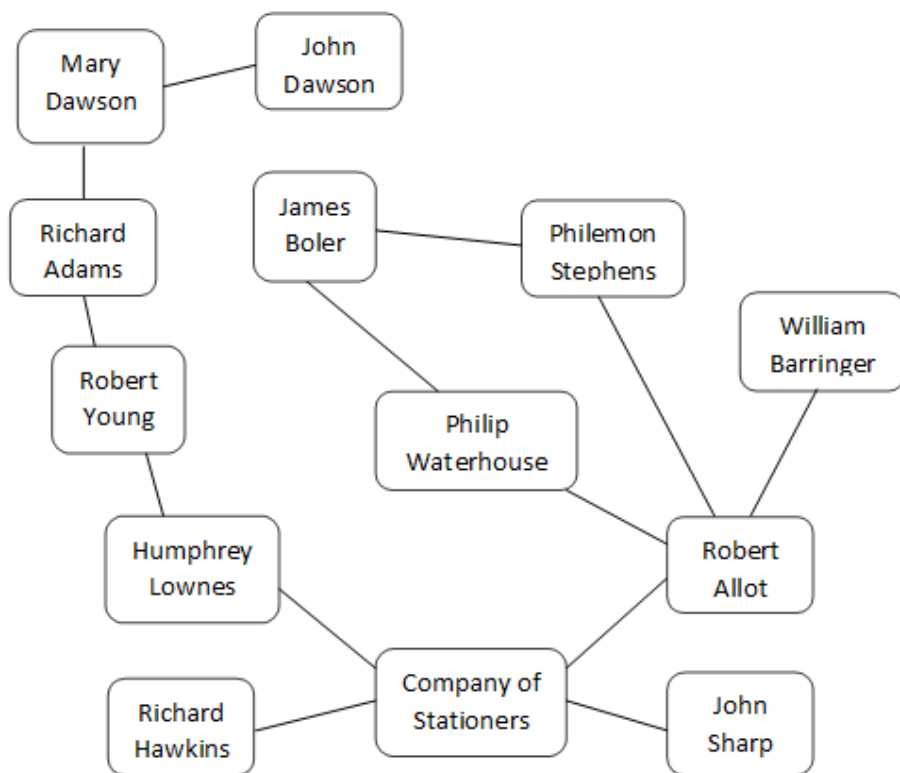 Mary
Dawson
John
Dawson
Richard
Adams
James
Boler
Philemon
Stephens
William
Barringer
Robert
Young
Philip
Waterhouse
Humphrey
Lownes
Robert
Allot
Company of
Stationers
Richard
Hawkins
John
Sharp